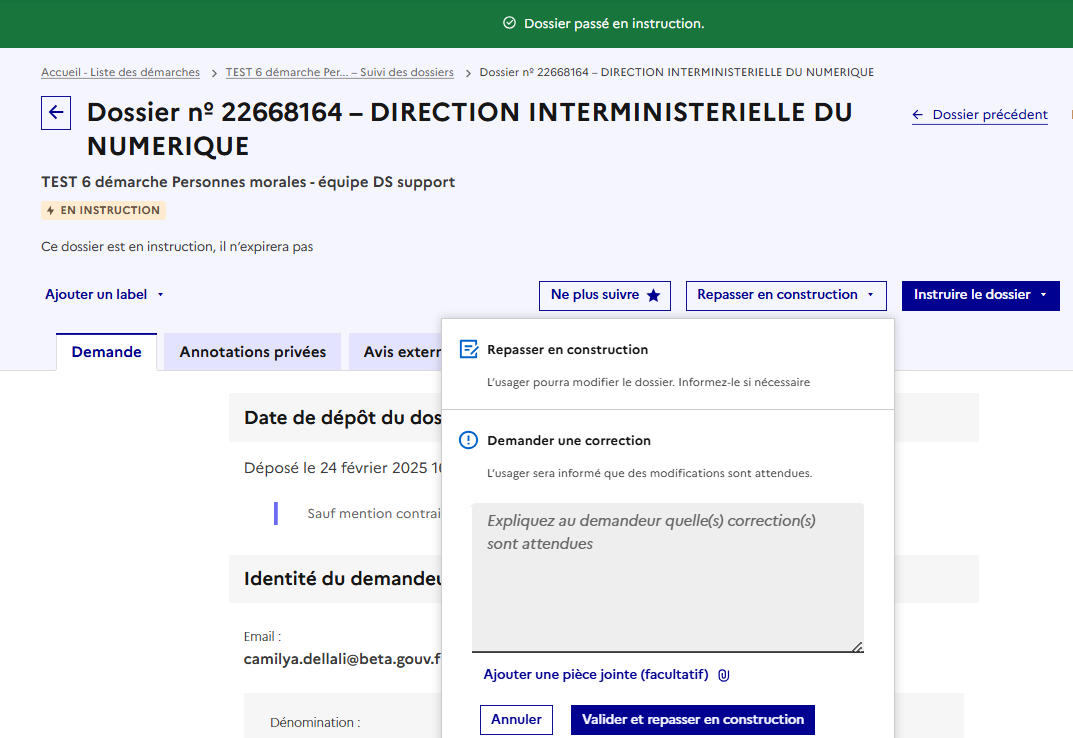 Dossier passé en instruction.
Accueil - Liste des démarches > TEST 6 démarche Per... – Suivi des dossiers > Dossier nº 22668164 – DIRECTION INTERMINISTERIELLE DU NUMERIQUE
Dossier nº 22668164 – DIRECTION INTERMINISTERIELLE DU
NUMERIQUE
← Dossier précédent
TEST 6 démarche Personnes morales - équipe DS support
EN INSTRUCTION
Ce dossier est en instruction, il n’expirera pas
Ajouter un label
Ne plus suivre
Repasser en construction
Instruire le dossier
Demande
Annotations privées
Avis extern
Repasser en construction
L’usager pourra modifier le dossier. Informez-le si nécessaire
Demander une correction
L’usager sera informé que des modifications sont attendues.
Expliquez au demandeur quelle(s) correction(s)
sont attendues
Ajouter une pièce jointe (facultatif)
Annuler
Valider et repasser en construction
Date de dépôt du dos
Déposé le 24 février 2025
Sauf mention contrai
Identité du demandeu
Email :
camilya.dellali@beta.gouv.f
Dénomination :